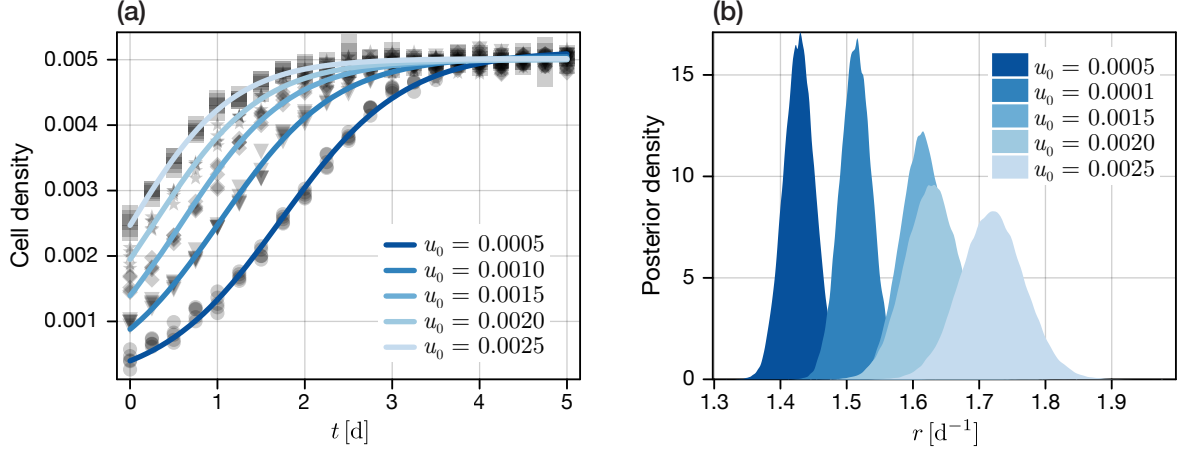 (a)
Cell density
0.005
0.004
0.003
0.002
0.001
0
1
2
3
4
5
t [d]
u₀ = 0.0005
u₀ = 0.0010
u₀ = 0.0015
u₀ = 0.0020
u₀ = 0.0025
(b)
Posterior density
15
10
5
0
1.3
1.4
1.5
1.6
1.7
1.8
1.9
r [d⁻¹]
u₀ = 0.0005
u₀ = 0.0001
u₀ = 0.0015
u₀ = 0.0020
u₀ = 0.0025